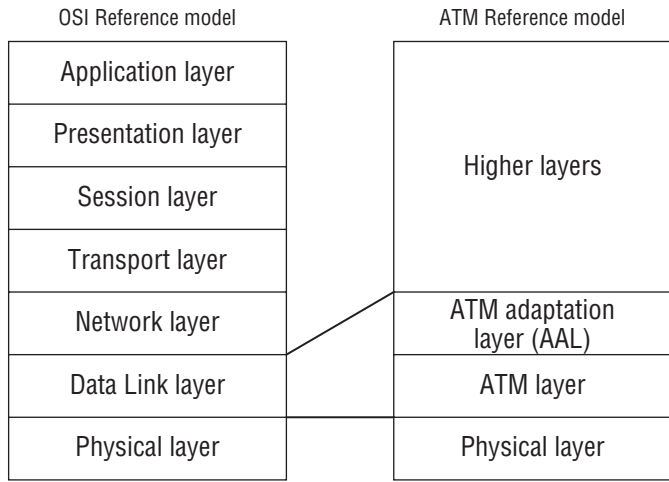 OSI Reference model
Application layer
Presentation layer
Session layer
Transport layer
Network layer
Data Link layer
Physical layer
ATM Reference model
Higher layers
ATM adaptation
layer (AAL)
ATM layer
Physical layer